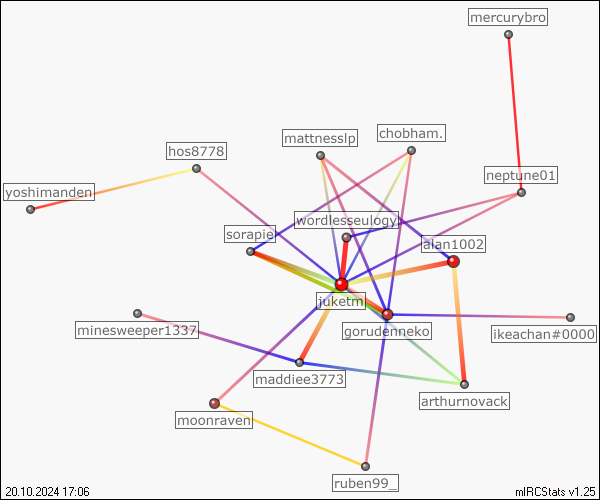 mercurybro
mattnesslp
chobham.
hos8778
neptune01
yoshimanden
wordlesseulogy
sorapie
alan1002
juketm
gorudenneko
minesweeper1337
ikeachan#0000
maddiee3773
arthurnovack
moonraven
ruben99_
20.10.2024 17:06
mIRCStats v1.25